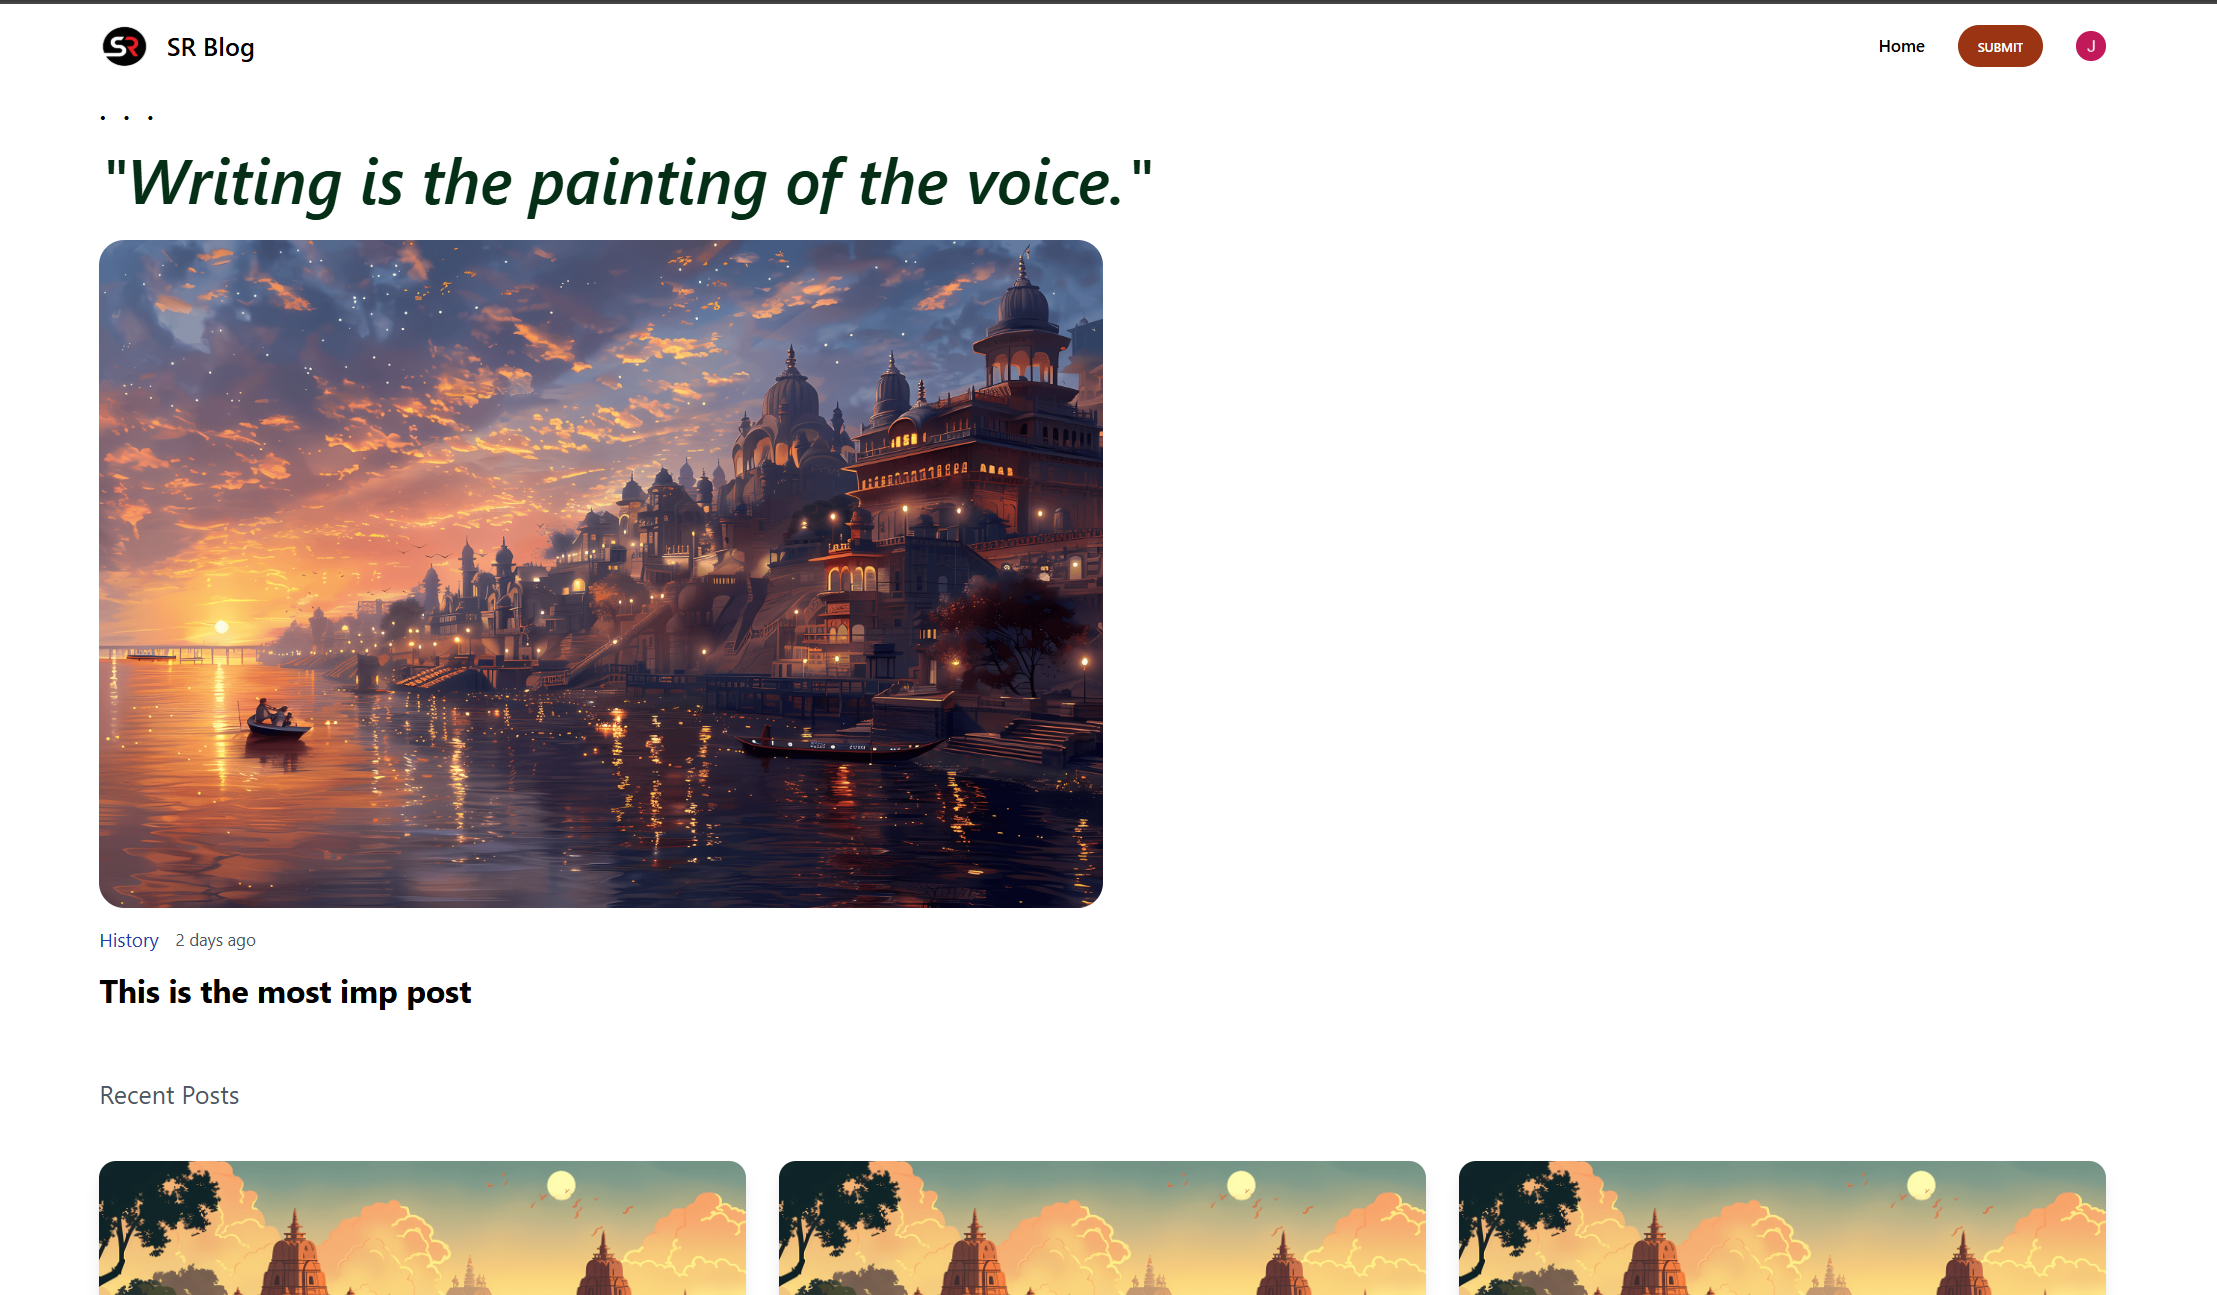 SR SR Blog
Home
SUBMIT
J
. . .
"Writing is the painting of the voice."
History 2 days ago
This is the most imp post
Recent Posts